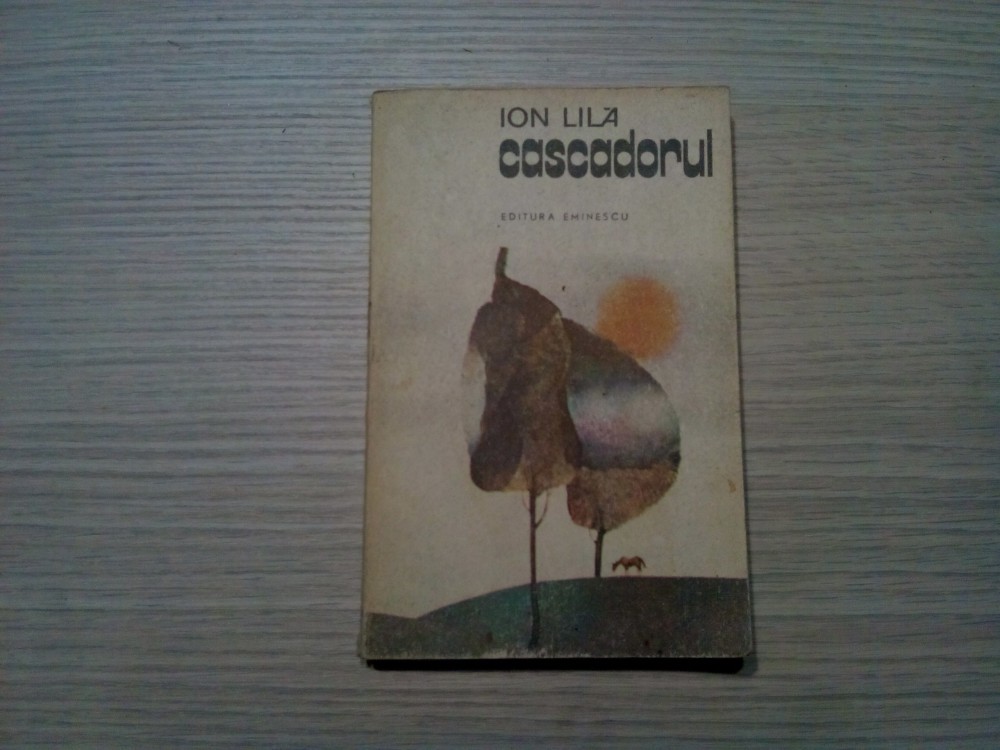 ION LILĂ
cascadorul
EDITURA EMINESCU